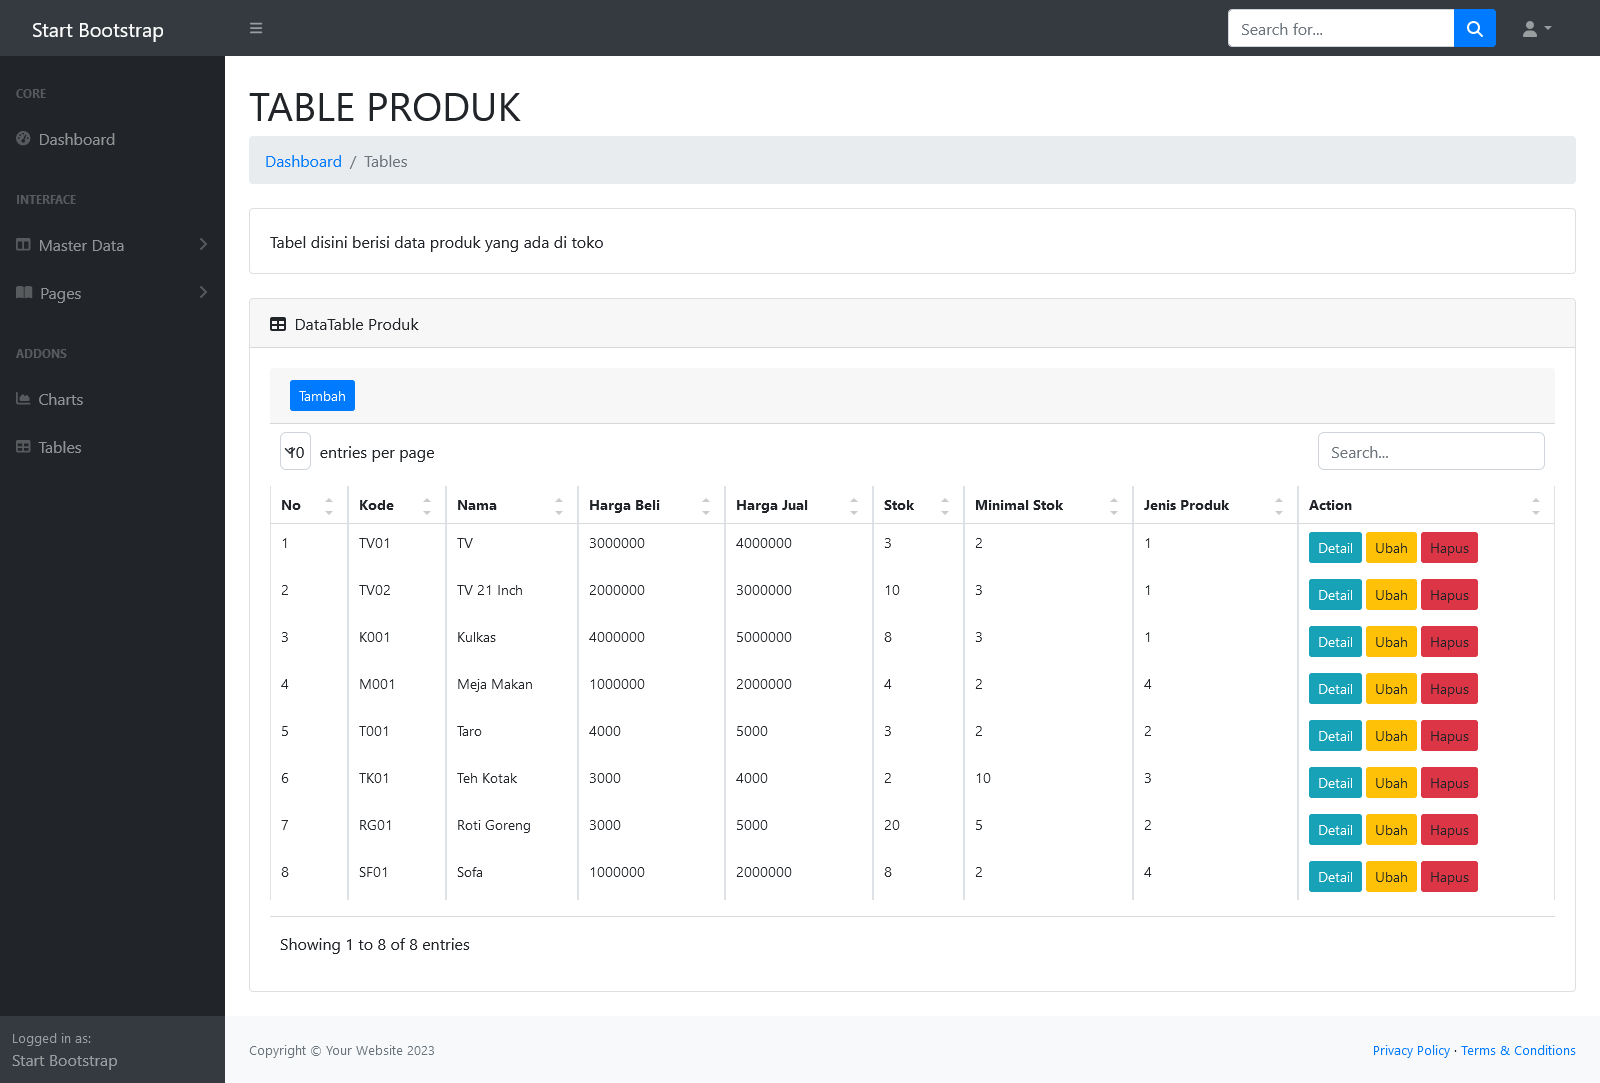 Start Bootstrap
Search for...
CORE
Dashboard
INTERFACE
Master Data
Pages
ADDONS
Charts
Tables
Logged in as:
Start Bootstrap
TABLE PRODUK
Dashboard / Tables
Tabel disini berisi data produk yang ada di toko
DataTable Produk
Tambah
10 entries per page
Search...
No Kode Nama Harga Beli Harga Jual Stok Minimal Stok Jenis Produk Action
1 TV01 TV 3000000 4000000 3 2 1 Detail Ubah Hapus
2 TV02 TV 21 Inch 2000000 3000000 10 3 1 Detail Ubah Hapus
3 K001 Kulkas 4000000 5000000 8 3 1 Detail Ubah Hapus
4 M001 Meja Makan 1000000 2000000 4 2 4 Detail Ubah Hapus
5 T001 Taro 4000 5000 3 2 2 Detail Ubah Hapus
6 TK01 Teh Kotak 3000 4000 2 10 3 Detail Ubah Hapus
7 RG01 Roti Goreng 3000 5000 20 5 2 Detail Ubah Hapus
8 SF01 Sofa 1000000 2000000 8 2 4 Detail Ubah Hapus
Showing 1 to 8 of 8 entries
Copyright © Your Website 2023
Privacy Policy · Terms & Conditions